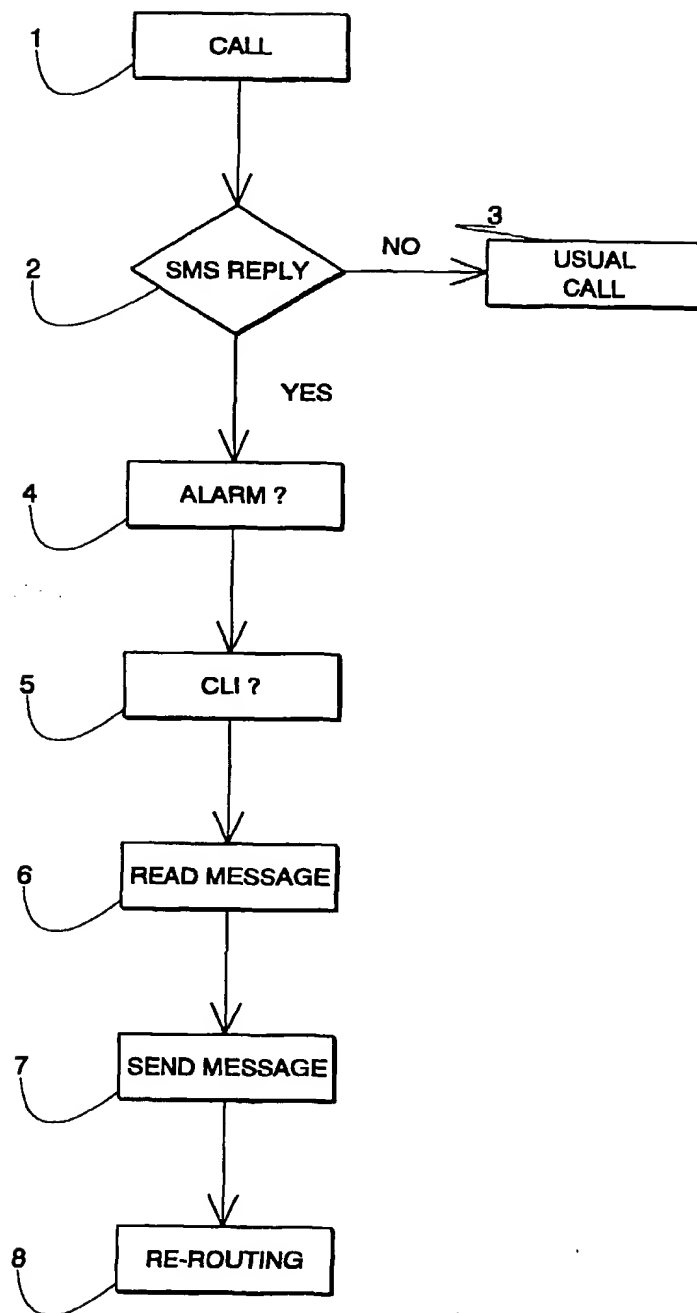 1
CALL
2
SMS REPLY
NO
3
USUAL
CALL
YES
4
ALARM ?
5
CLI ?
6
READ MESSAGE
7
SEND MESSAGE
8
RE-ROUTING